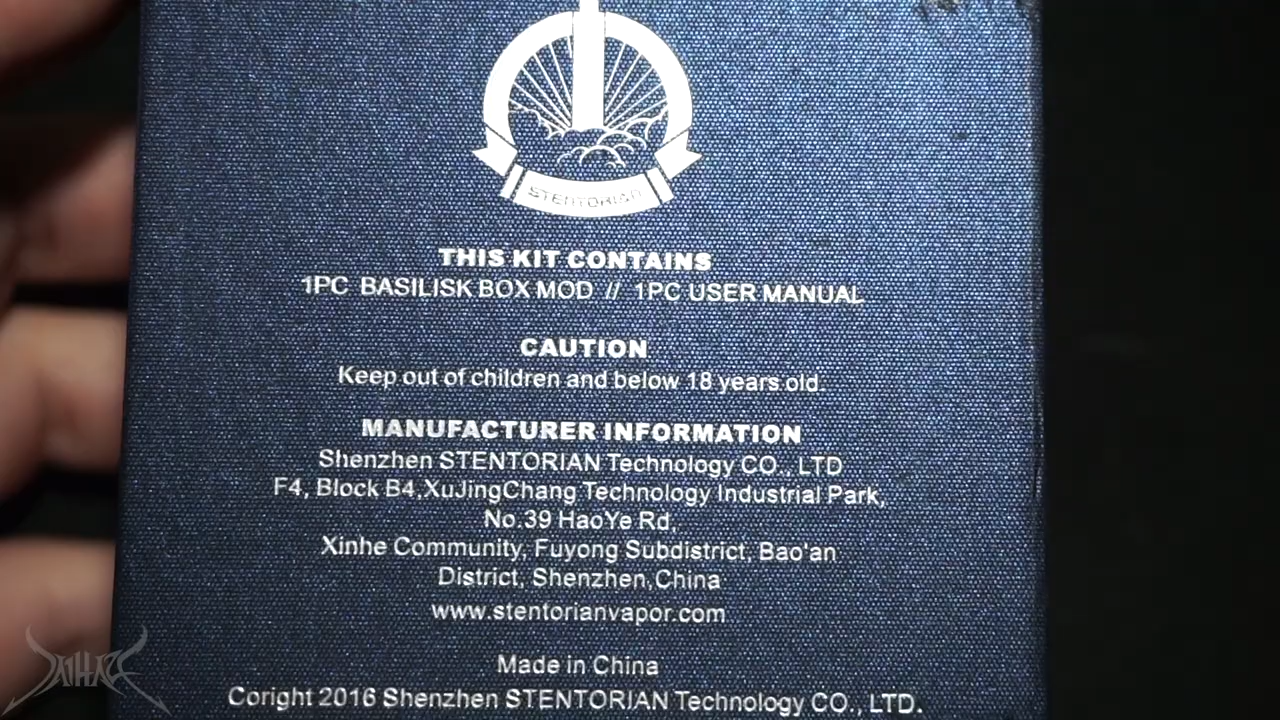 STENTORIAN
THIS KIT CONTAINS
1PC BASILISK BOX MOD // 1PC USER MANUAL
CAUTION
Keep out of children and below 18 years old.
MANUFACTURER INFORMATION
Shenzhen STENTORIAN Technology CO., LTD
F4, Block B4,XuJingChang Technology Industrial Park,
No.39 HaoYe Rd,
Xinhe Community, Fuyong Subdistrict, Bao'an
District, Shenzhen,China
www.stentorianvapor.com
Made in China
Coright 2016 Shenzhen STENTORIAN Technology CO., LTD.